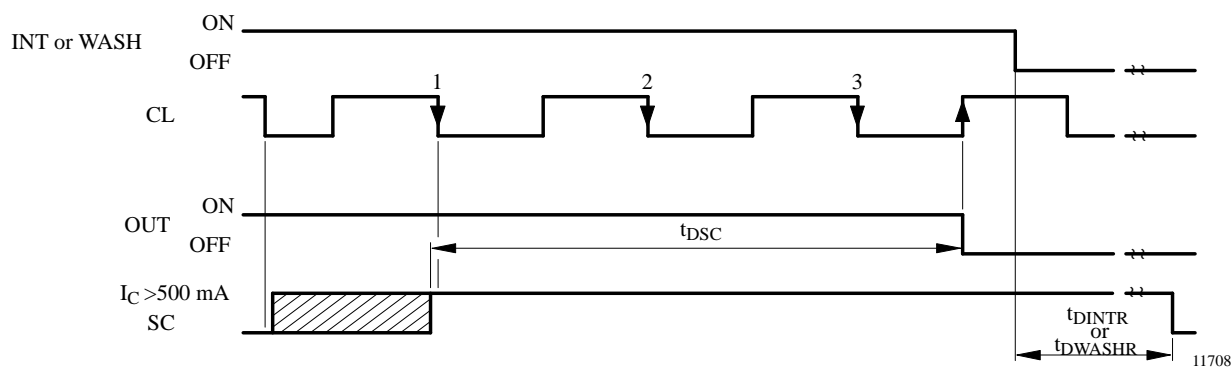 ON
INT or WASH
OFF
1 2 3
CL
ON
OUT
OFF
tDSC
IC >500 mA
SC
tDINTR
or
tDWASHR
11708